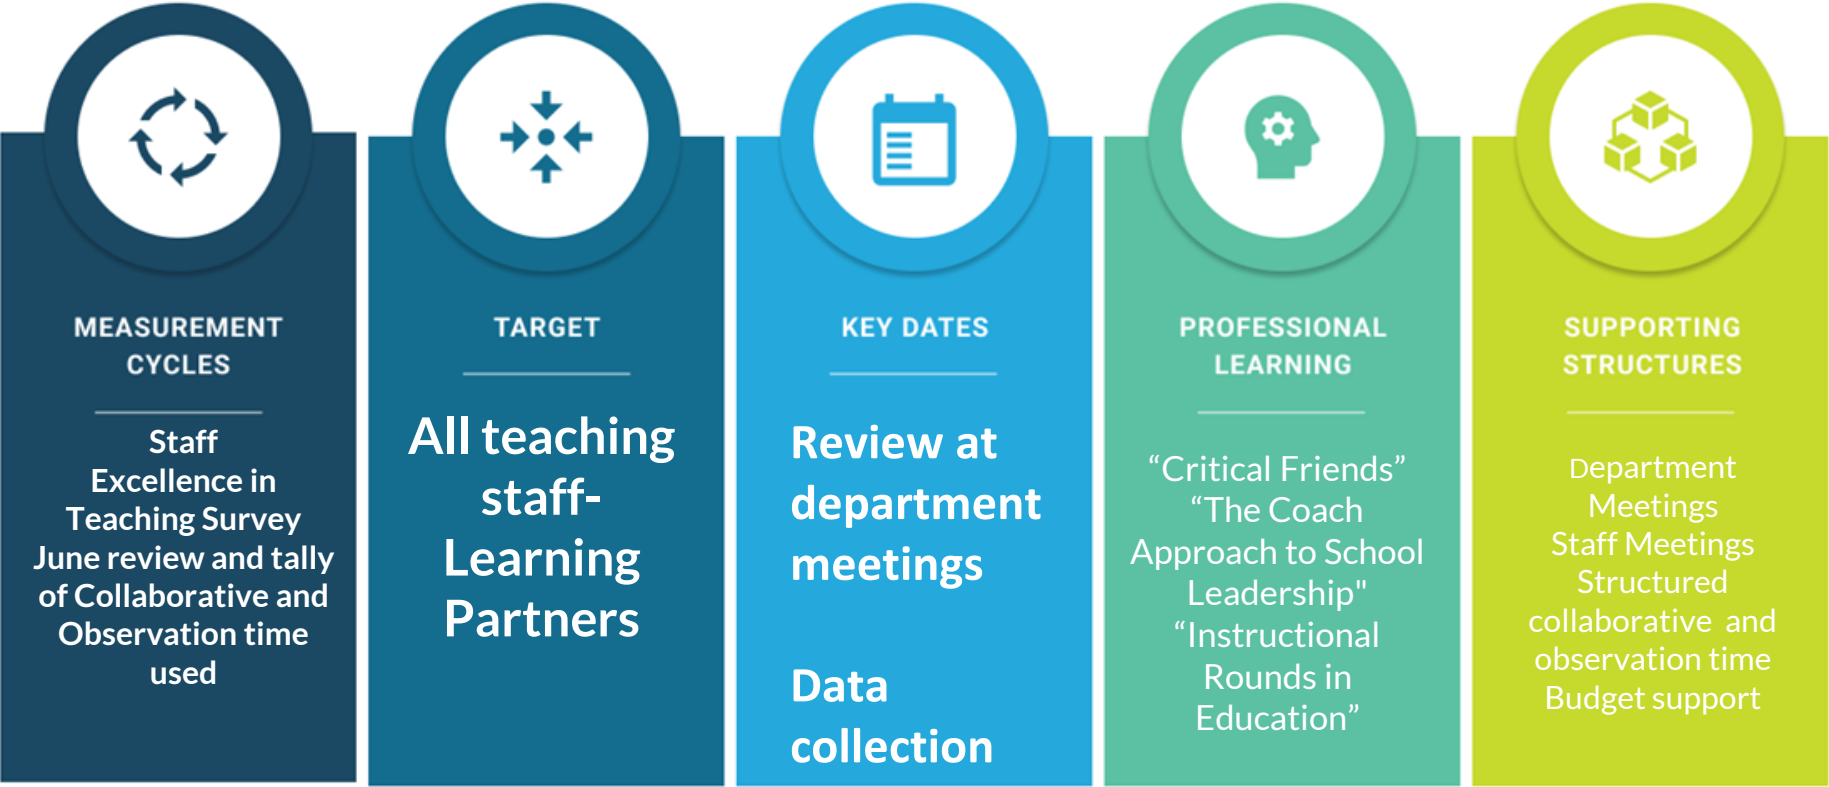 MEASUREMENT
CYCLES
Staff
Excellence in
Teaching Survey
June review and tally
of Collaborative and
Observation time
used
TARGET
All teaching
staff-
Learning
Partners
KEY DATES
Review at
department
meetings
Data
collection
PROFESSIONAL
LEARNING
“Critical Friends”
“The Coach
Approach to School
Leadership"
“Instructional
Rounds in
Education”
SUPPORTING
STRUCTURES
Department
Meetings
Staff Meetings
Structured
collaborative  and
observation time
Budget support